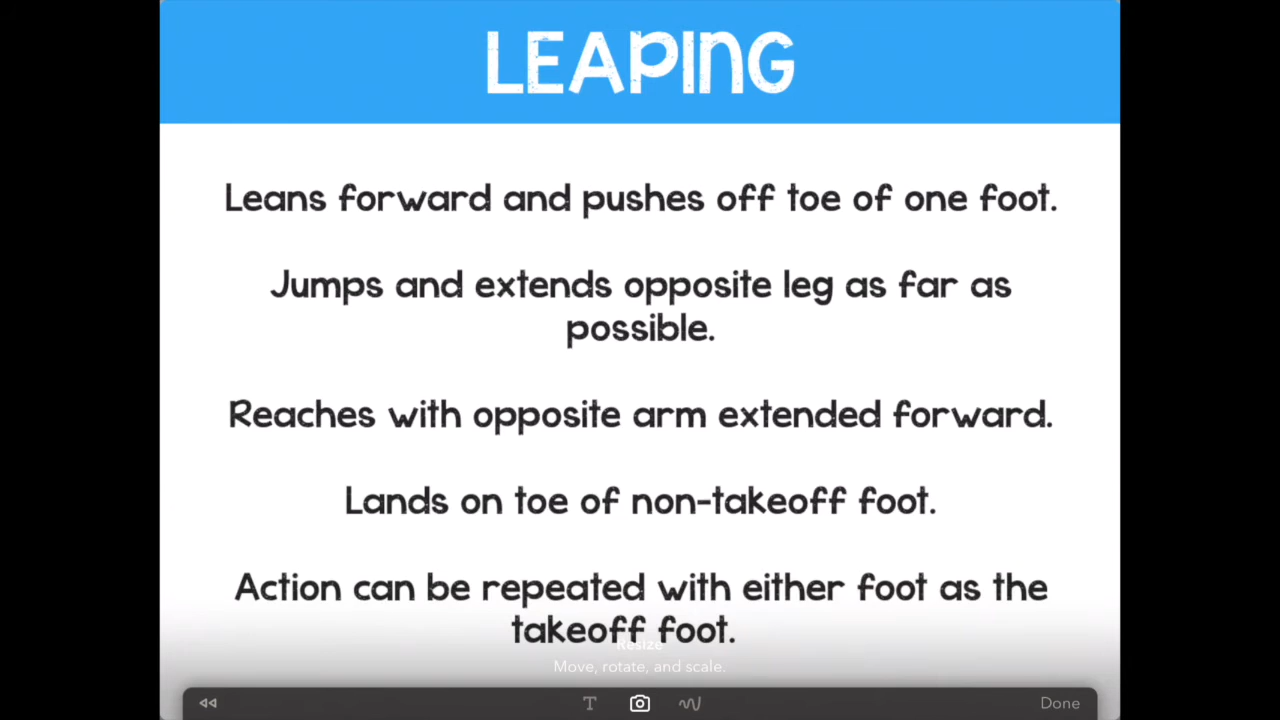 LEAPING
Leans forward and pushes off toe of one foot.
Jumps and extends opposite leg as far as
possible.
Reaches with opposite arm extended forward.
Lands on toe of non-takeoff foot.
Action can be repeated with either foot as the
takeoff foot.
Resize
Move, rotate, and scale.
T
Done